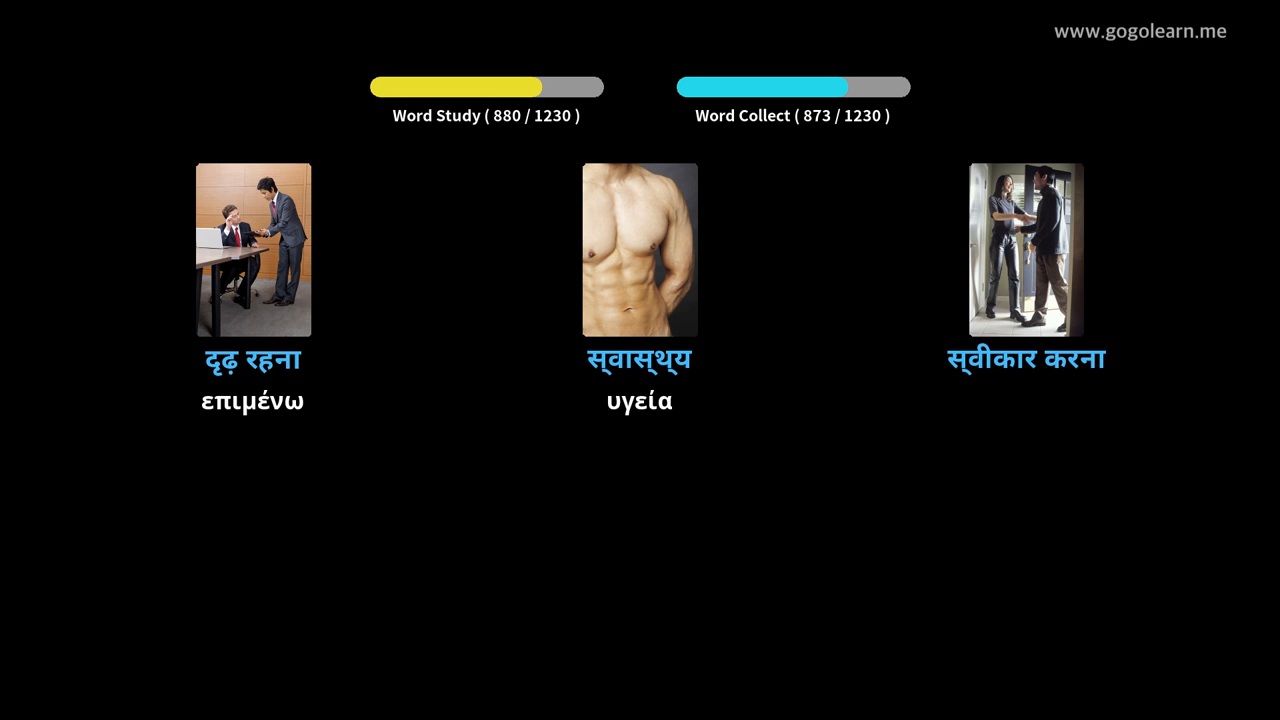 www.gogolearn.me
Word Study ( 880 / 1230 )
Word Collect ( 873 / 1230 )
दृढ़ रहना
स्वास्थ्य
स्वीकार करना
επιμένω
υγεία